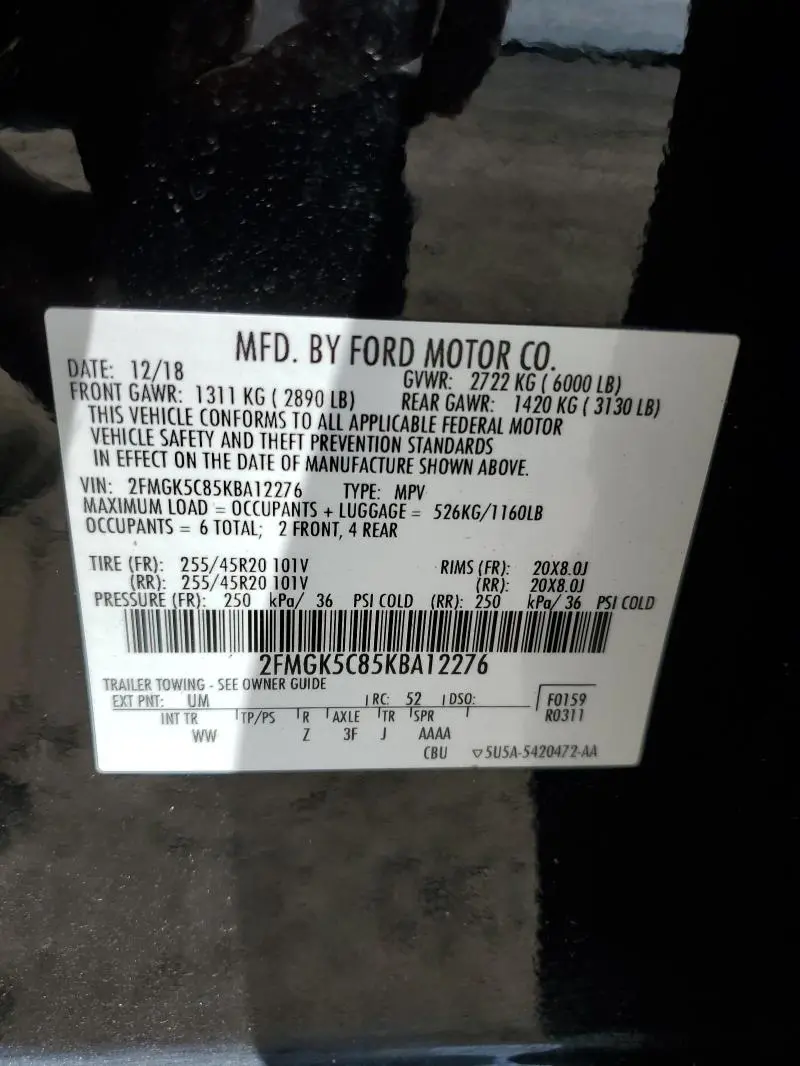 MFD. BY FORD MOTOR CO.
DATE: 12/18 GVWR: 2722 KG ( 6000 LB)
FRONT GAWR: 1311 KG ( 2890 LB) REAR GAWR: 1420 KG ( 3130 LB)
THIS VEHICLE CONFORMS TO ALL APPLICABLE FEDERAL MOTOR
VEHICLE SAFETY AND THEFT PREVENTION STANDARDS
IN EFFECT ON THE DATE OF MANUFACTURE SHOWN ABOVE.
VIN: 2FMGK5C85KBA12276 TYPE: MPV
MAXIMUM LOAD = OCCUPANTS + LUGGAGE = 526KG/1160LB
OCCUPANTS = 6 TOTAL; 2 FRONT, 4 REAR
TIRE (FR): 255/45R20 101V RIMS (FR): 20X8.0J
(RR): 255/45R20 101V (RR): 20X8.0J
PRESSURE (FR): 250 kPa/ 36 PSI COLD (RR): 250 kPa/ 36 PSI COLD
2FMGK5C85KBA12276
TRAILER TOWING - SEE OWNER GUIDE
EXT PNT: UM RC: 52 DSO: F0159
INT TR TP/PS R AXLE TR SPR R0311
WW Z 3F J AAAA
CBU ▽5U5A-5420472-AA